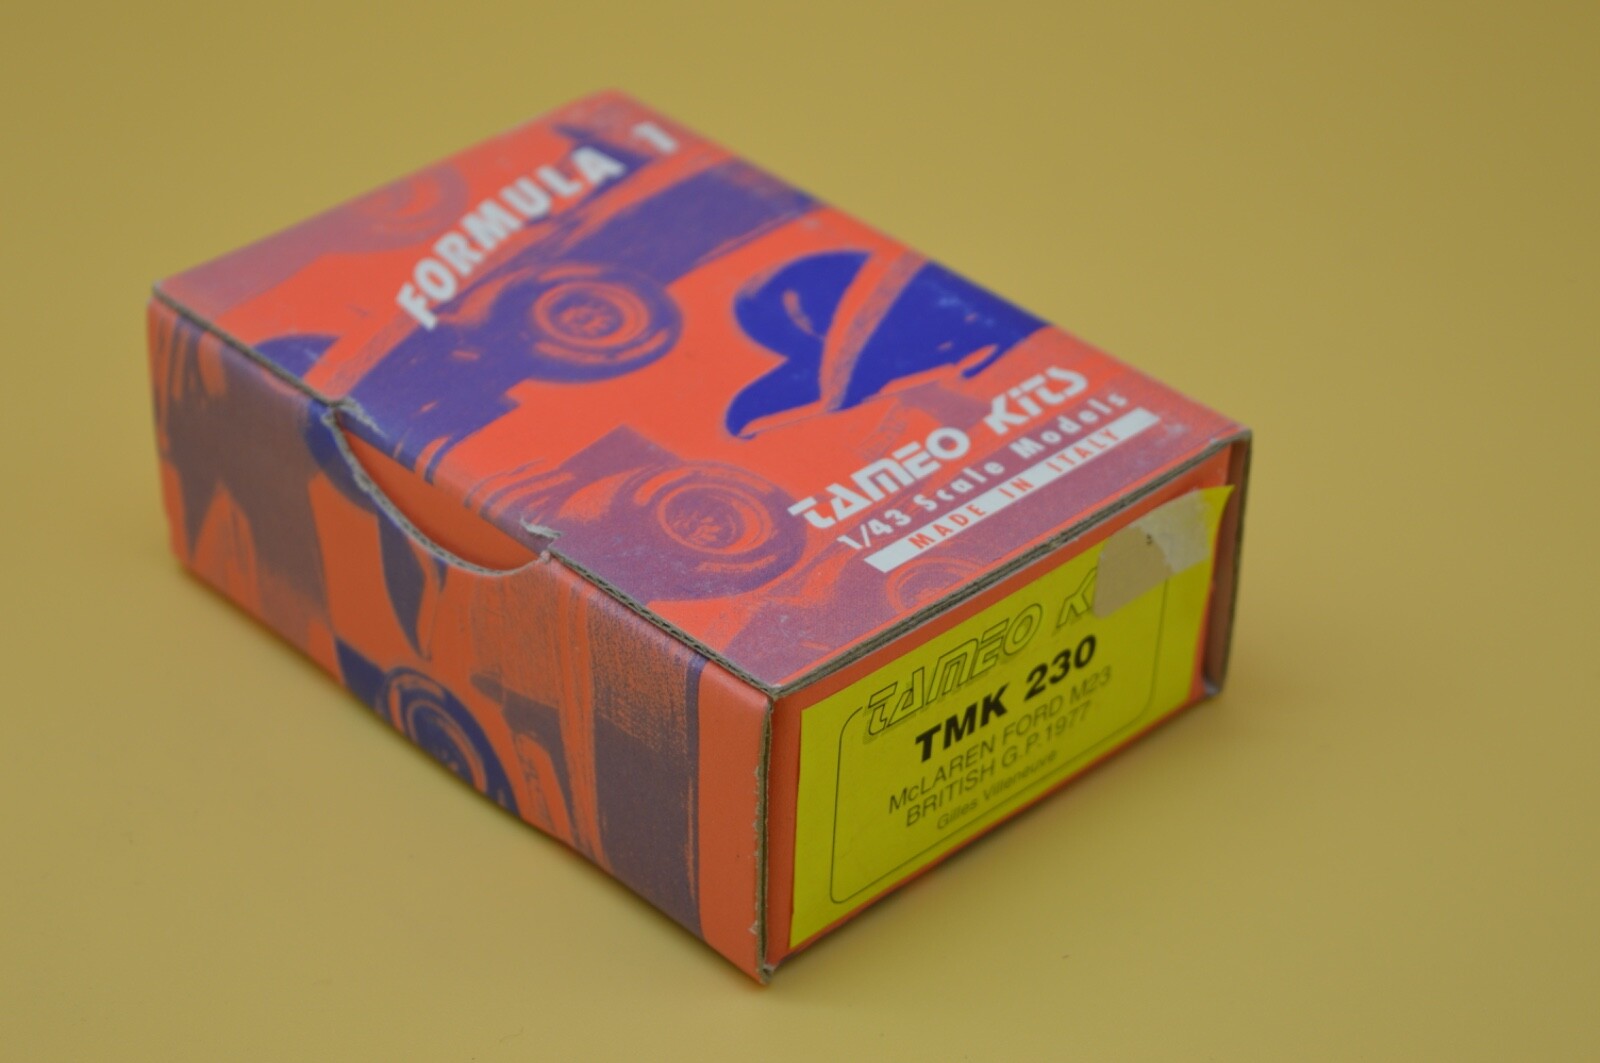 FORMULA 1
TAMEO KITS
1/43 Scale Models
MADE IN ITALY
TAMEO K
TMK 230
McLAREN FORD M23
BRITISH G.P. 1977
Gilles Villeneuve